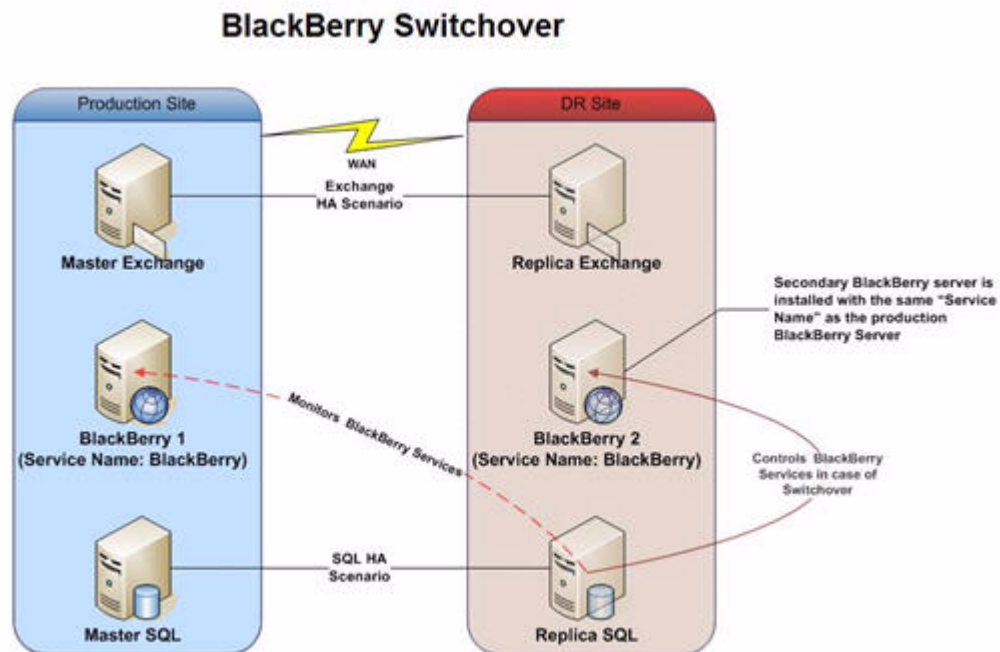 BlackBerry Switchover
Production Site
DR Site
WAN
Exchange
HA Scenario
Master Exchange
Replica Exchange
Secondary BlackBerry server is
installed with the same "Service
Name" as the production
BlackBerry Server
Monitors BlackBerry Services
BlackBerry 1
(Service Name: BlackBerry)
BlackBerry 2
(Service Name: BlackBerry)
Controls BlackBerry
Services in case of
Switchover
SQL HA
Scenario
Master SQL
Replica SQL